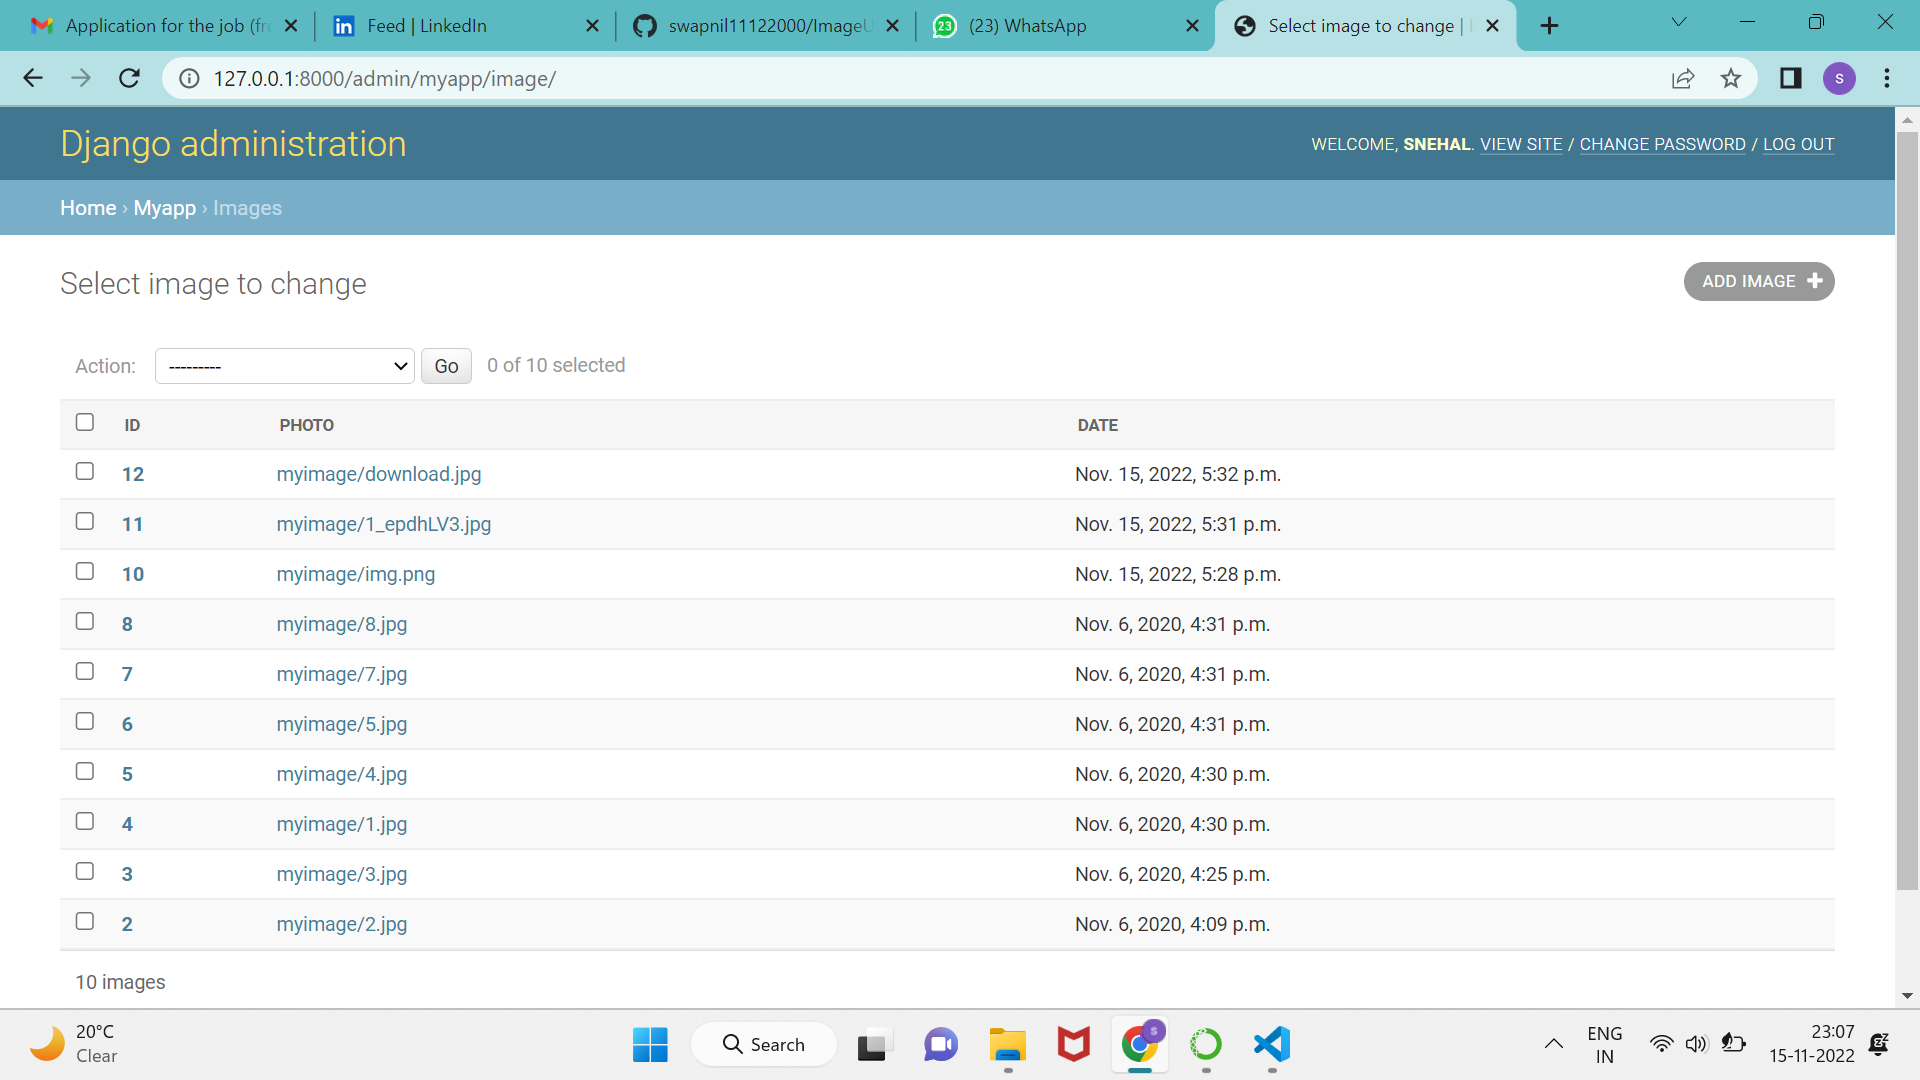 Application for the job (fre
Feed | LinkedIn
swapnil11122000/ImageU
23
(23) WhatsApp
Select image to change |
127.0.0.1:8000/admin/myapp/image/
s
Django administration
WELCOME, SNEHAL. VIEW SITE / CHANGE PASSWORD / LOG OUT
Home › Myapp › Images
Select image to change
ADD IMAGE
Action: --------- Go 0 of 10 selected
ID PHOTO DATE
12 myimage/download.jpg Nov. 15, 2022, 5:32 p.m.
11 myimage/1_epdhLV3.jpg Nov. 15, 2022, 5:31 p.m.
10 myimage/img.png Nov. 15, 2022, 5:28 p.m.
8 myimage/8.jpg Nov. 6, 2020, 4:31 p.m.
7 myimage/7.jpg Nov. 6, 2020, 4:31 p.m.
6 myimage/5.jpg Nov. 6, 2020, 4:31 p.m.
5 myimage/4.jpg Nov. 6, 2020, 4:30 p.m.
4 myimage/1.jpg Nov. 6, 2020, 4:30 p.m.
3 myimage/3.jpg Nov. 6, 2020, 4:25 p.m.
2 myimage/2.jpg Nov. 6, 2020, 4:09 p.m.
10 images
20°C
Clear
Search
s
ENG
IN
23:07
15-11-2022